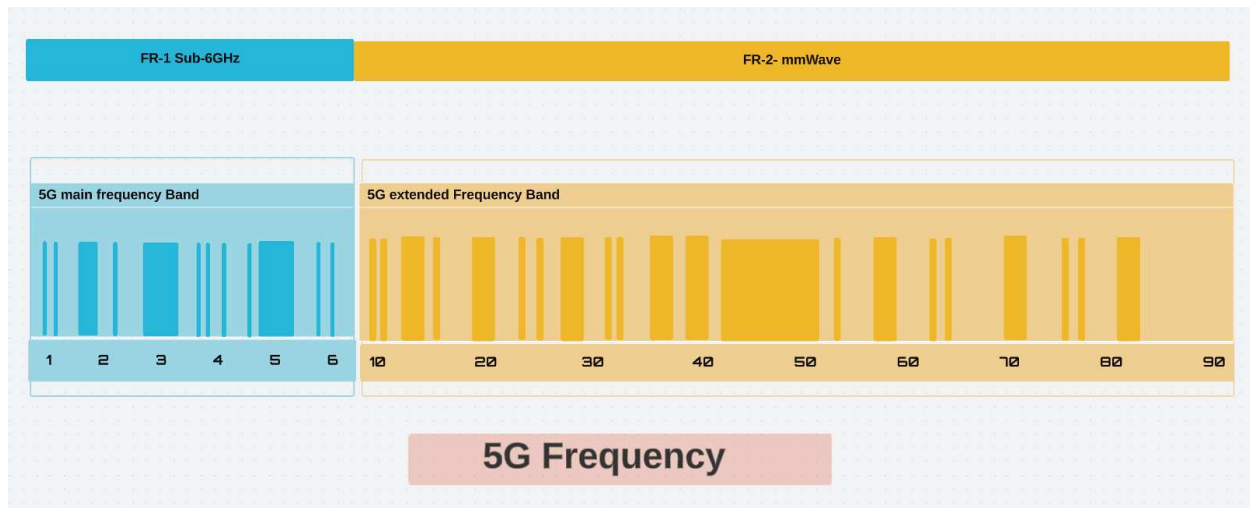 FR-1 Sub-6GHz
FR-2- mmWave
5G main frequency Band
5G extended Frequency Band
1 2 3 4 5 6 10 20 30 40 50 60 70 80 90
5G Frequency